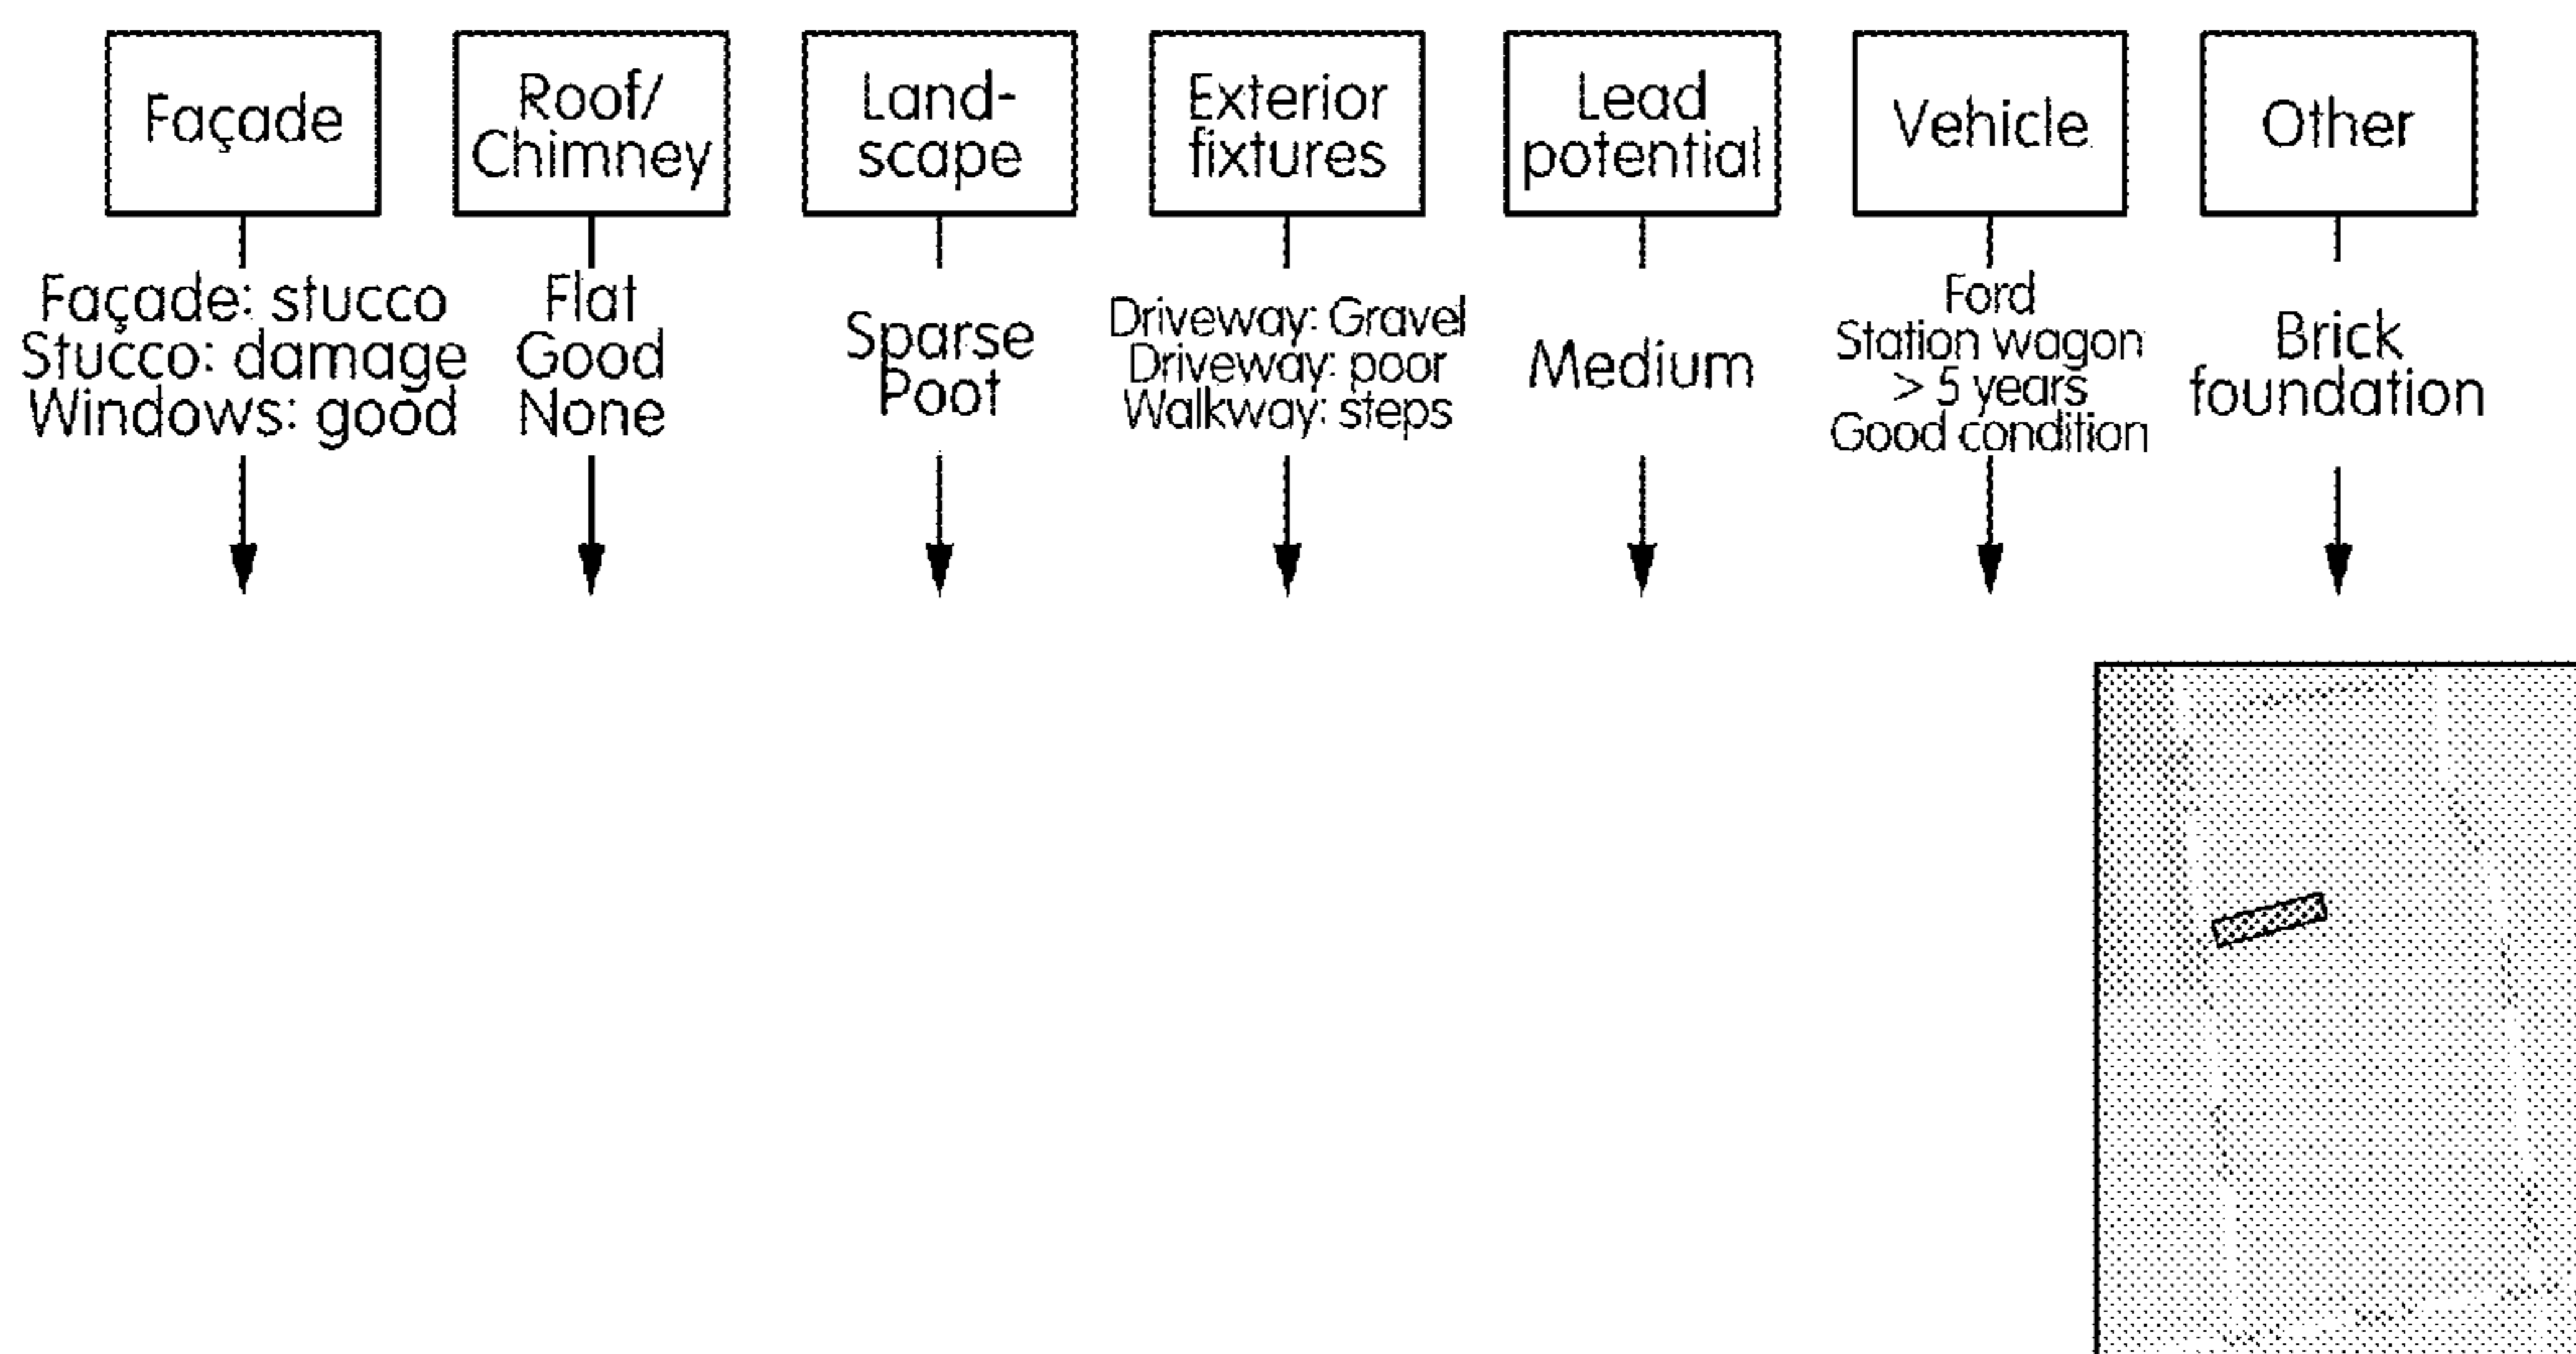 Façade
Roof/
Chimney
Land-
scape
Exterior
fixtures
Lead
potential
Vehicle
Other
Façade: stucco
Stucco: damage
Windows: good
Flat
Good
None
Sparse
Poot
Driveway: Gravel
Driveway: poor
Walkway: steps
Medium
Ford
Station wagon
> 5 years
Good condition
Brick
foundation